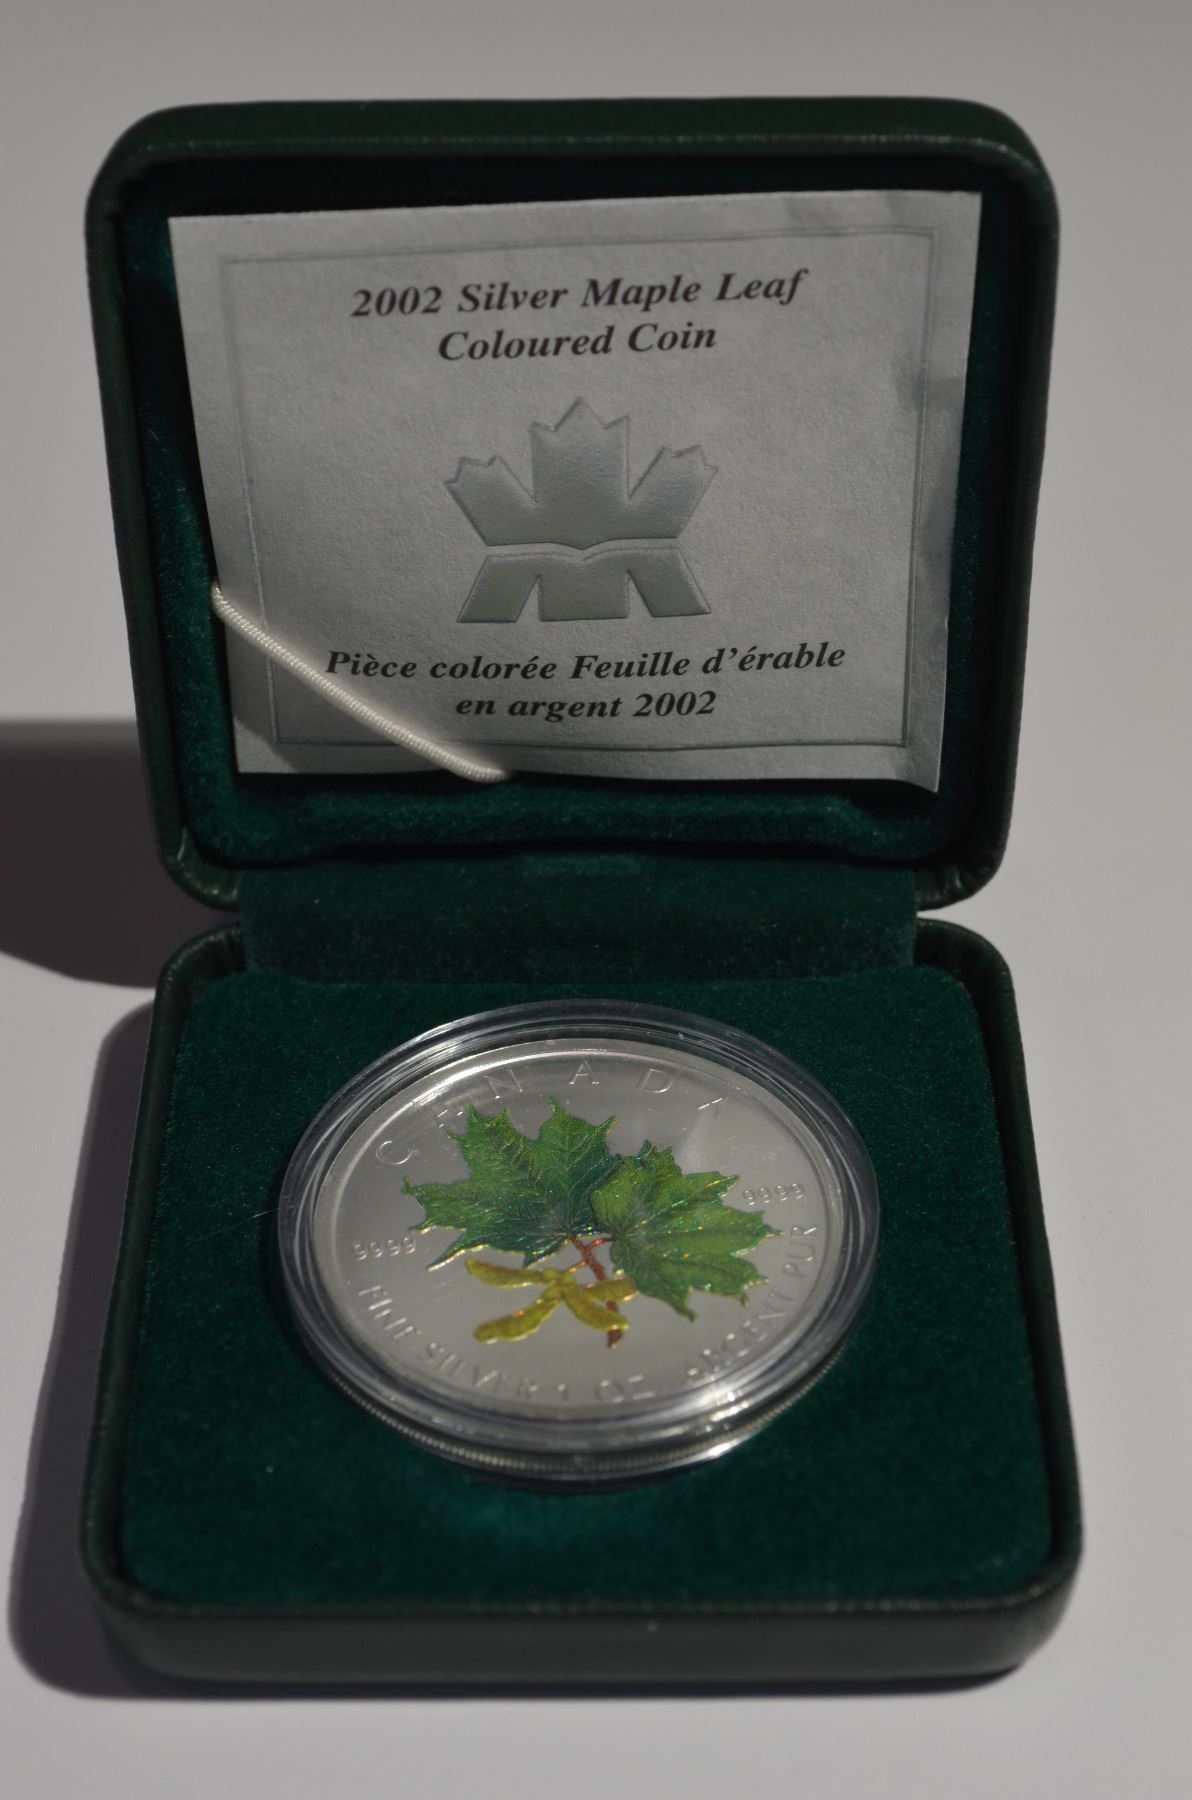 2002 Silver Maple Leaf
Coloured Coin
Pièce colorée Feuille d'érable
en argent 2002
CANADA
9999
9999
FINE SILVER 1 OZ. ARGENT PUR